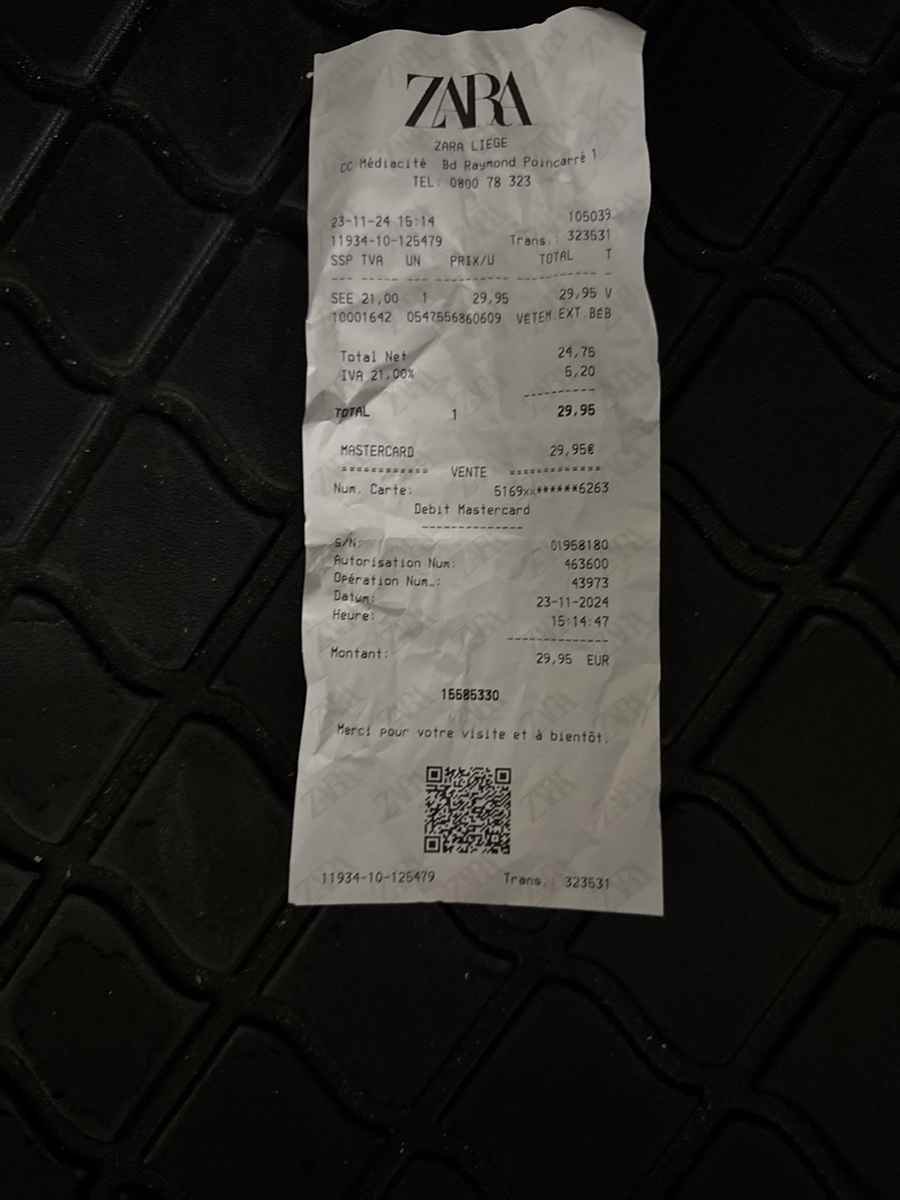 ZARA
ZARA LIÈGE
CC Médiacité Bd Raymond Poincarré 1
TEL: 0800 78 323
23-11-24 15:14 105039
11934-10-125479 Trans.: 323531
SSP TVA UN PRIX/U TOTAL T
--- ----- --- ---------- ---------- -
SEE 21,00 1 29,95 29,95 V
10001642 0547556860609 VÊTEM.EXT.BÉB
Total Net 24,75
IVA 21.00% 5,20
----------
TOTAL 1 29,95
MASTERCARD 29,95€
============ VENTE =============
Num. Carte: 5169xx******6263
Debit Mastercard
--------------
S/N: 01958180
Autorisation Num: 463600
Opération Num.: 43973
Datum: 23-11-2024
Heure: 15:14:47
--------------
Montant: 29,95 EUR
15585330
Merci pour votre visite et à bientôt.
11934-10-125479 Trans.: 323531